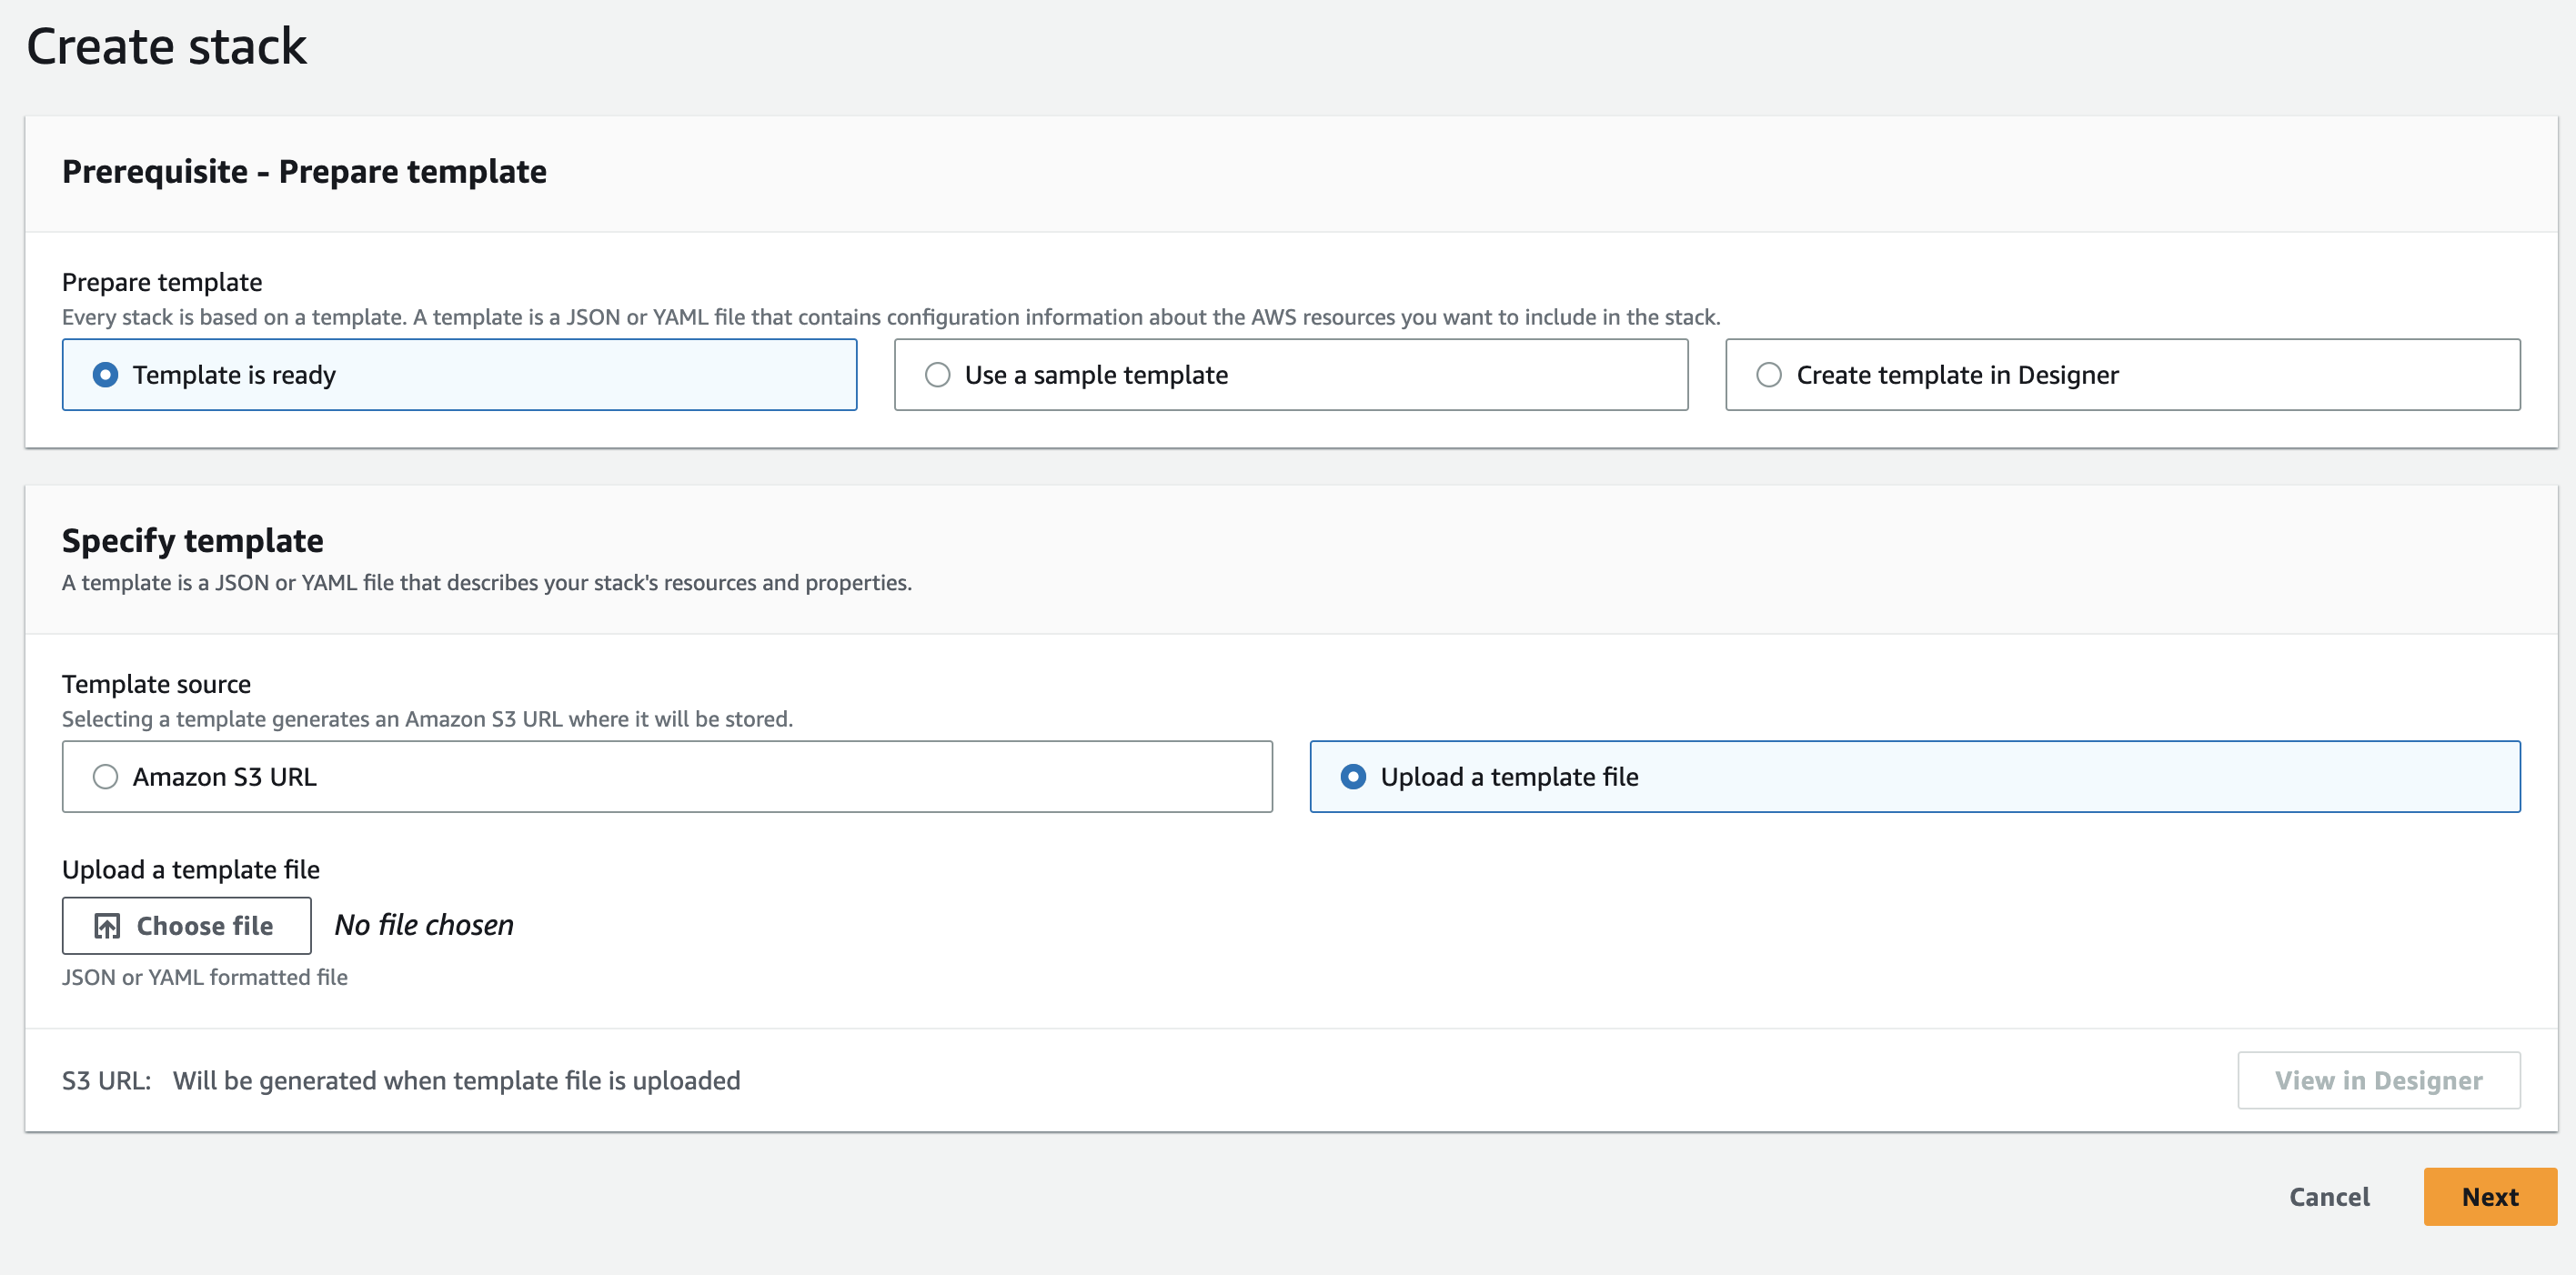 Create stack
Prerequisite - Prepare template
Prepare template
Every stack is based on a template. A template is a JSON or YAML file that contains configuration information about the AWS resources you want to include in the stack.
Template is ready
Use a sample template
Create template in Designer
Specify template
A template is a JSON or YAML file that describes your stack's resources and properties.
Template source
Selecting a template generates an Amazon S3 URL where it will be stored.
Amazon S3 URL
Upload a template file
Upload a template file
Choose file
No file chosen
JSON or YAML formatted file
S3 URL: Will be generated when template file is uploaded
View in Designer
Cancel
Next